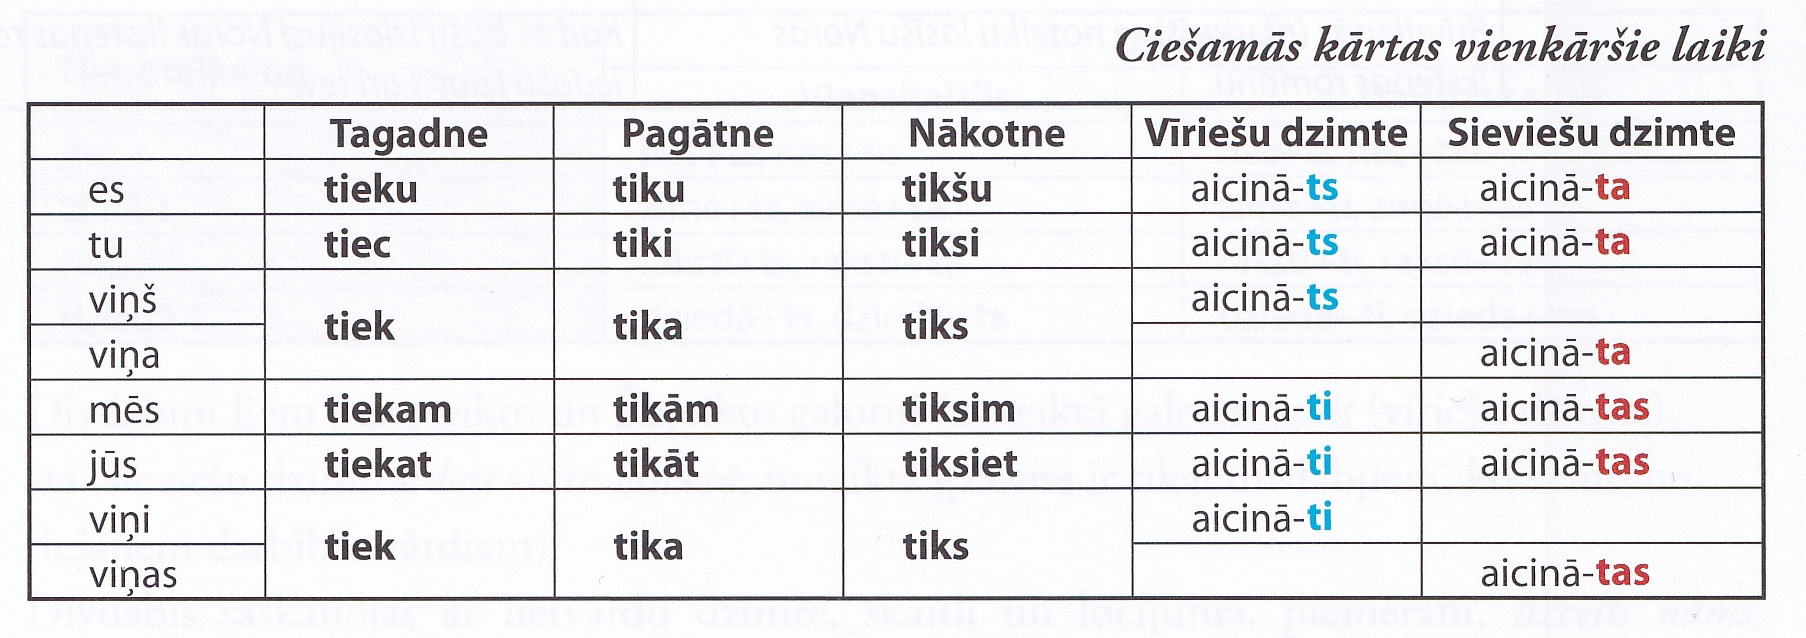 Ciešamās kārtas vienkāršie laiki
Tagadne Pagātne Nākotne Vīriešu dzimte Sieviešu dzimte
es tieku tiku tikšu aicinā-ts aicinā-ta
tu tiec tiki tiksi aicinā-ts aicinā-ta
viņš aicinā-ts
tiek tika tiks
viņa aicinā-ta
mēs tiekam tikām tiksim aicinā-ti aicinā-tas
jūs tiekat tikāt tiksiet aicinā-ti aicinā-tas
viņi aicinā-ti
tiek tika tiks
viņas aicinā-tas